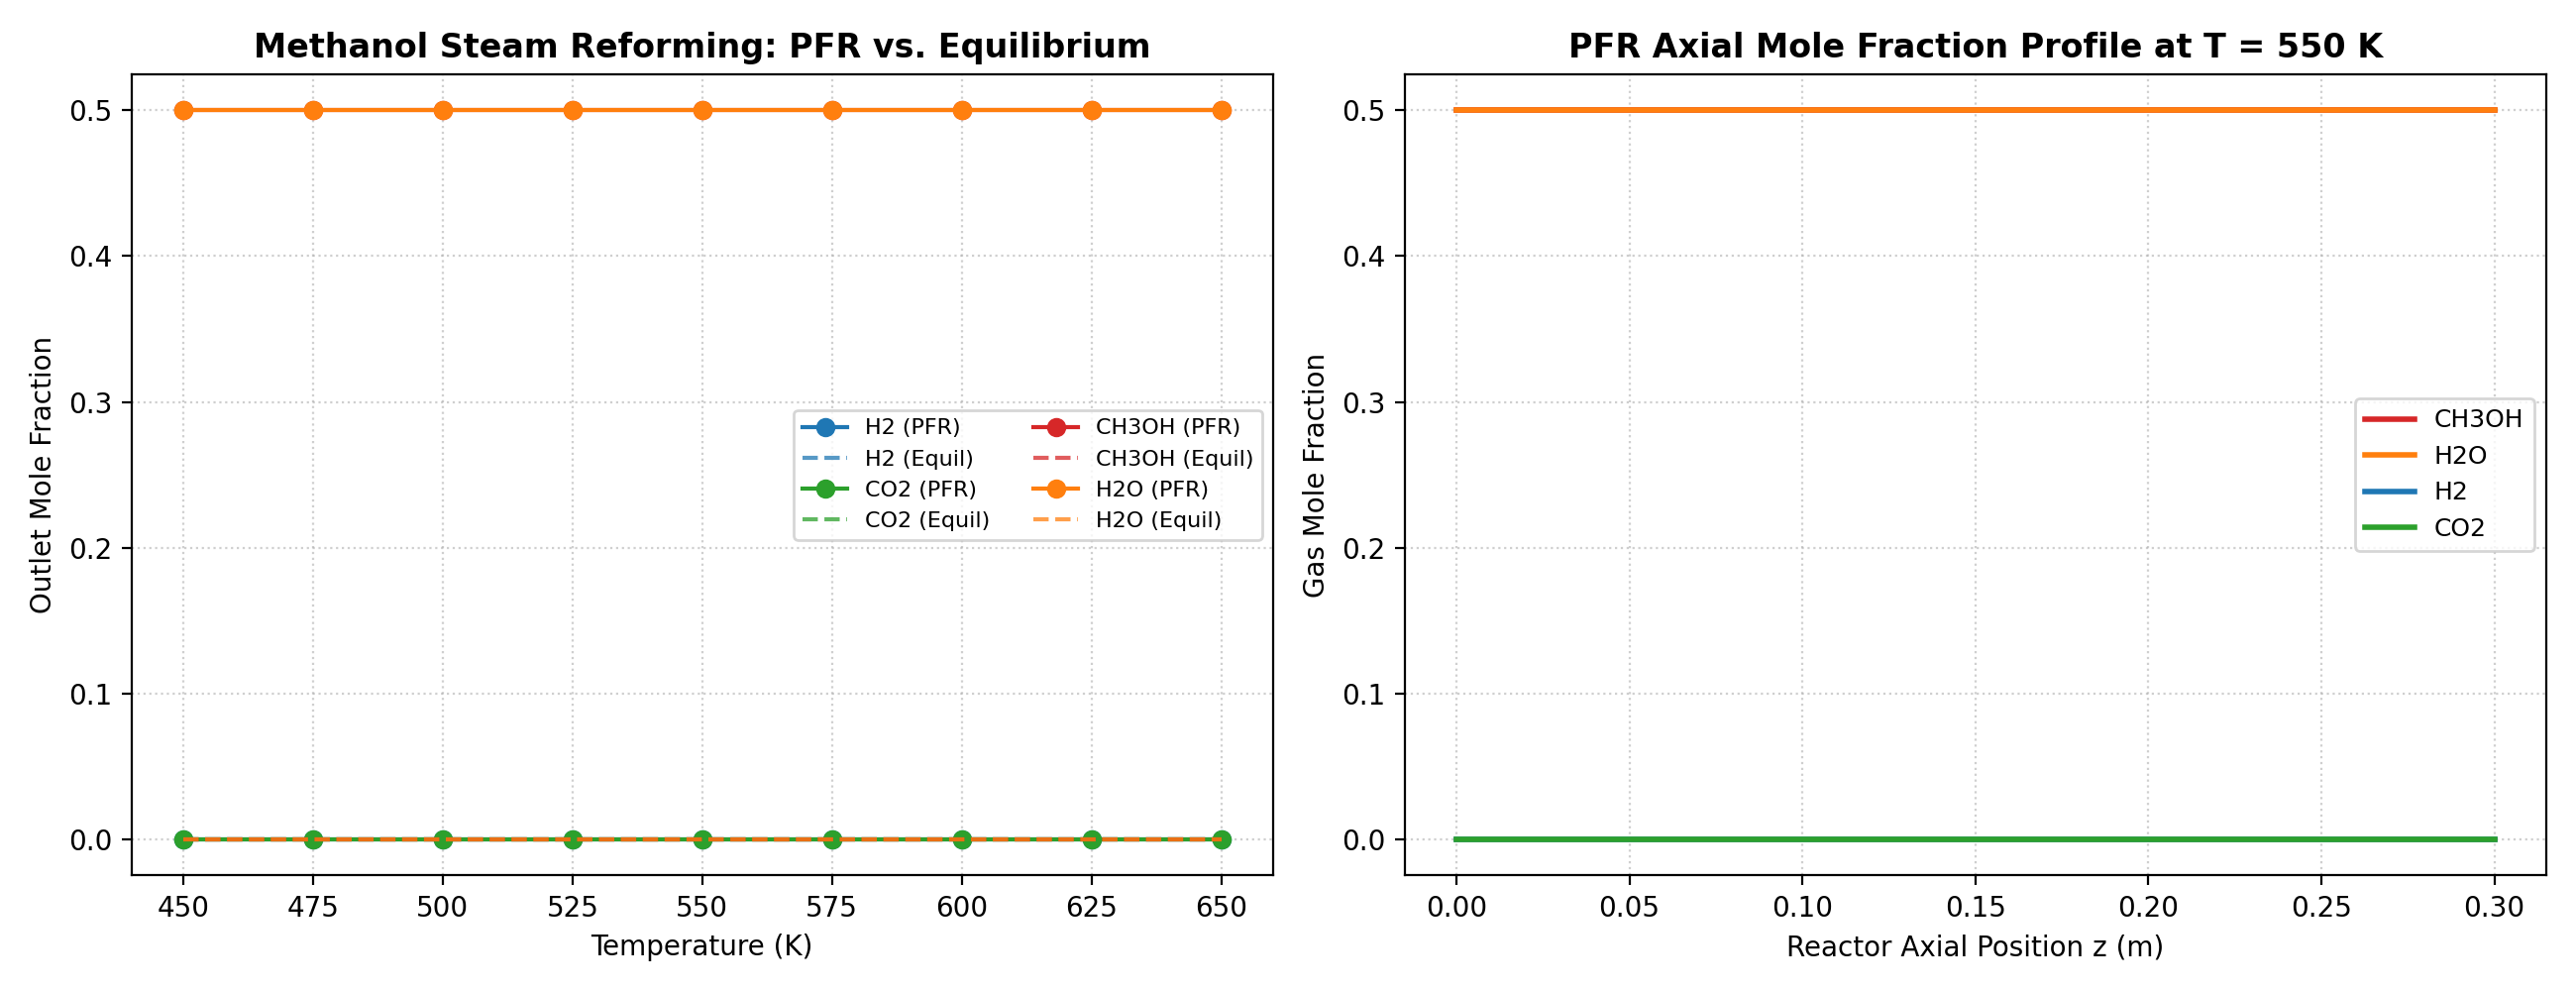 Methanol Steam Reforming: PFR vs. Equilibrium
Outlet Mole Fraction
0.5
0.4
0.3
0.2
0.1
0.0
H2 (PFR)
H2 (Equil)
CO2 (PFR)
CO2 (Equil)
CH3OH (PFR)
CH3OH (Equil)
H2O (PFR)
H2O (Equil)
450 475 500 525 550 575 600 625 650
Temperature (K)
PFR Axial Mole Fraction Profile at T = 550 K
Gas Mole Fraction
0.5
0.4
0.3
0.2
0.1
0.0
CH3OH
H2O
H2
CO2
0.00 0.05 0.10 0.15 0.20 0.25 0.30
Reactor Axial Position z (m)